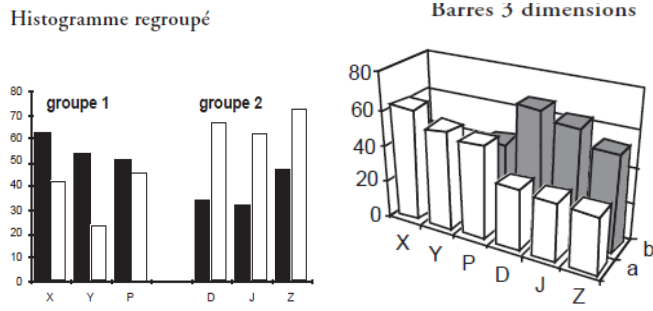 Histogramme regroupé
80
70
60
50
40
30
20
10
0
groupe 1
groupe 2
X Y P D J Z
Barres 3 dimensions
80
60
40
20
0
X Y P D J Z
a
b